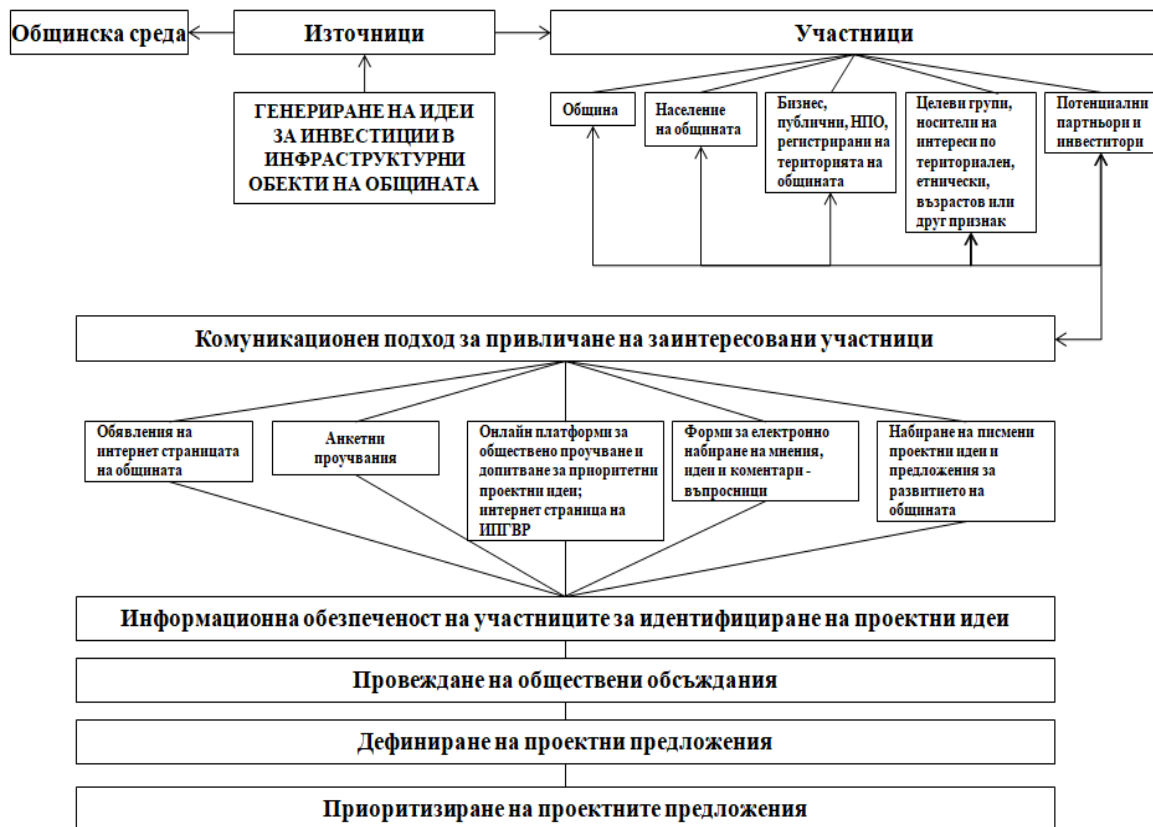 Общинска среда
Източници
Участници
ГЕНЕРИРАНЕ НА ИДЕИ
ЗА ИНВЕСТИЦИИ В
ИНФРАСТРУКТУРНИ
ОБЕКТИ НА ОБЩИНАТА
Община
Население
на общината
Бизнес,
публични, НПО,
регистрирани на
територията на
общината
Целеви групи,
носители на
интереси по
териториален,
етнически,
възрастов или
друг признак
Потенциални
партньори и
инвеститори
Комуникационен подход за привличане на заинтересовани участници
Обявления на
интернет страницата
на общината
Анкетни
проучвания
Онлайн платформи за
обществено проучване и
допитване за приоритетни
проектни идеи;
интернет страница на
ИПГВР
Форми за електронно
набиране на мнения,
идеи и коментари -
въпросници
Набиране на писмени
проектни идеи и
предложения за
развитието на
общината
Информационна обезпеченост на участниците за идентифициране на проектни идеи
Провеждане на обществени обсъждания
Дефиниране на проектни предложения
Приоритизиране на проектните предложения